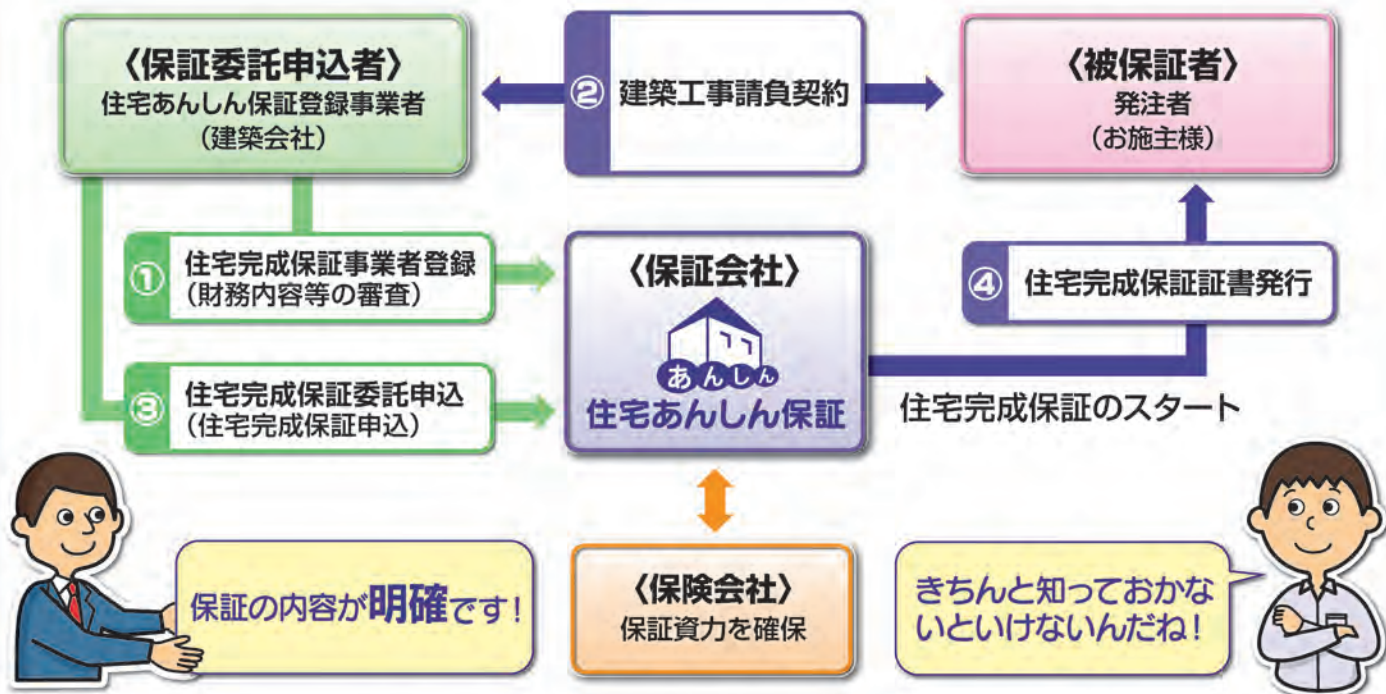 〈保証委託申込者〉
住宅あんしん保証登録事業者
(建築会社)
② 建築工事請負契約
〈被保証者〉
発注者
(お施主様)
① 住宅完成保証事業者登録
(財務内容等の審査)
③ 住宅完成保証委託申込
(住宅完成保証申込)
〈保証会社〉
あんしん
住宅あんしん保証
④ 住宅完成保証証書発行
住宅完成保証のスタート
保証の内容が明確です!
〈保険会社〉
保証資力を確保
きちんと知っておかな
いといけないんだね!